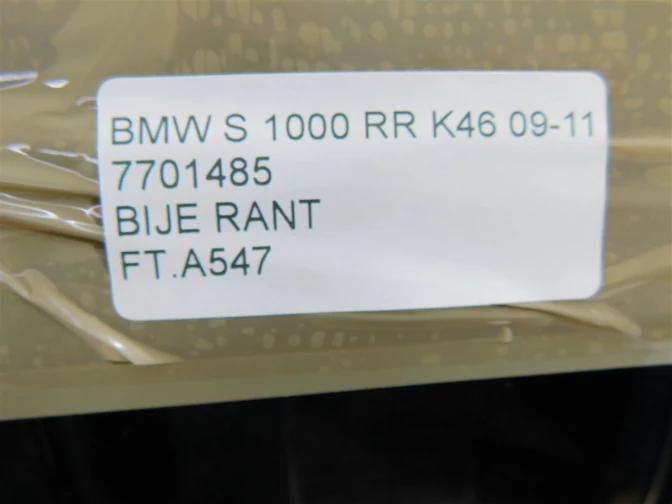 BMW S 1000 RR K46 09-11
7701485
BIJE RANT
FT.A547